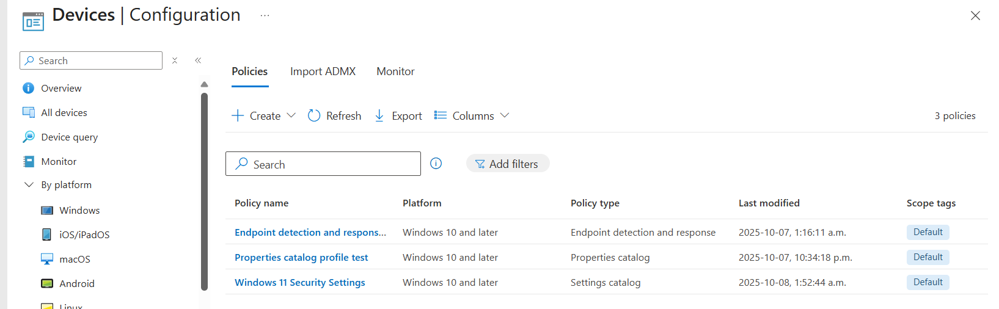 Devices | Configuration ...
Search
Overview
All devices
Device query
Monitor
By platform
Windows
iOS/iPadOS
macOS
Android
Linux
Policies Import ADMX Monitor
Create Refresh Export Columns 3 policies
Search Add filters
Policy name Platform Policy type Last modified Scope tags
Endpoint detection and respons... Windows 10 and later Endpoint detection and response 2025-10-07, 1:16:11 a.m. Default
Properties catalog profile test Windows 10 and later Properties catalog 2025-10-07, 10:34:18 p.m. Default
Windows 11 Security Settings Windows 10 and later Settings catalog 2025-10-08, 1:52:44 a.m. Default